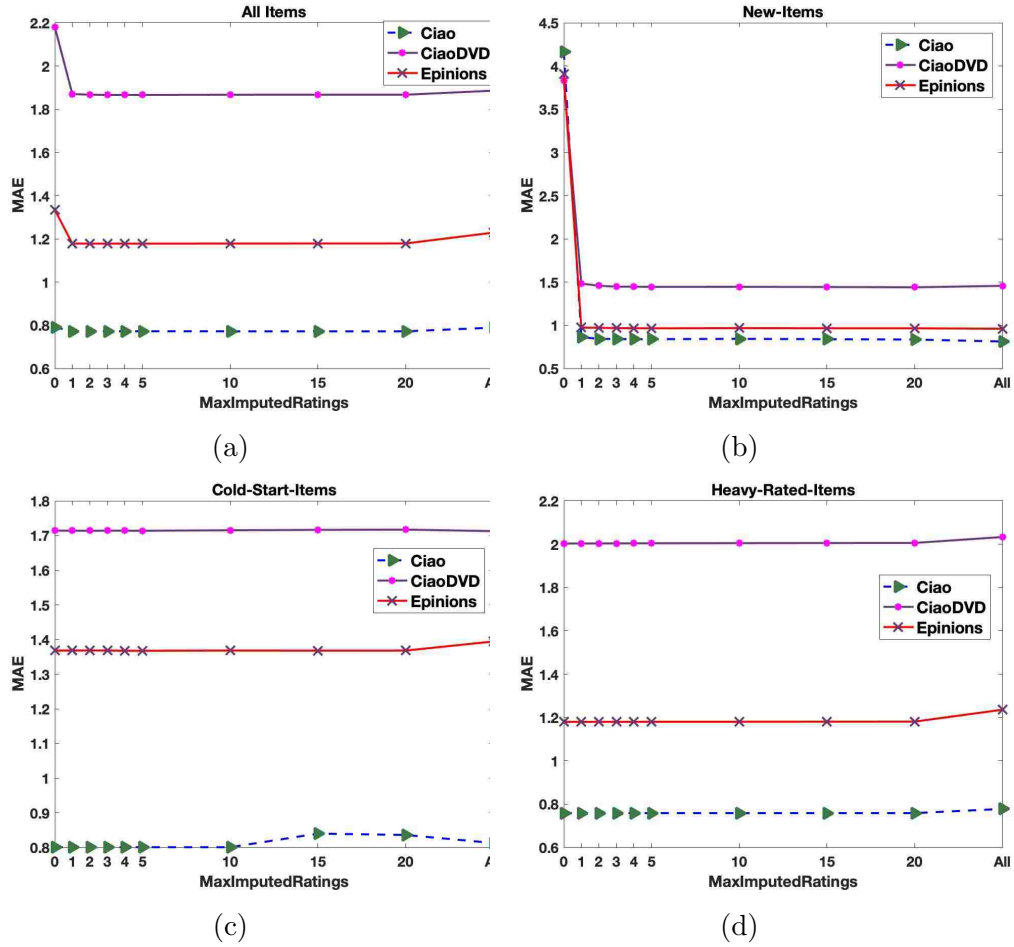 All Items
2.2
2
1.8
1.6
1.4
1.2
1
0.8
0.6
MAE
Ciao
CiaoDVD
Epinions
0 1 2 3 4 5 10 15 20 A
MaxImputedRatings
(a)
New-Items
4.5
4
3.5
3
2.5
2
1.5
1
0.5
MAE
Ciao
CiaoDVD
Epinions
0 1 2 3 4 5 10 15 20 All
MaxImputedRatings
(b)
Cold-Start-Items
1.8
1.7
1.6
1.5
1.4
1.3
1.2
1.1
1
0.9
0.8
MAE
Ciao
CiaoDVD
Epinions
0 1 2 3 4 5 10 15 20 A
MaxImputedRatings
(c)
Heavy-Rated-Items
2.2
2
1.8
1.6
1.4
1.2
1
0.8
0.6
MAE
Ciao
CiaoDVD
Epinions
0 1 2 3 4 5 10 15 20 All
MaxImputedRatings
(d)